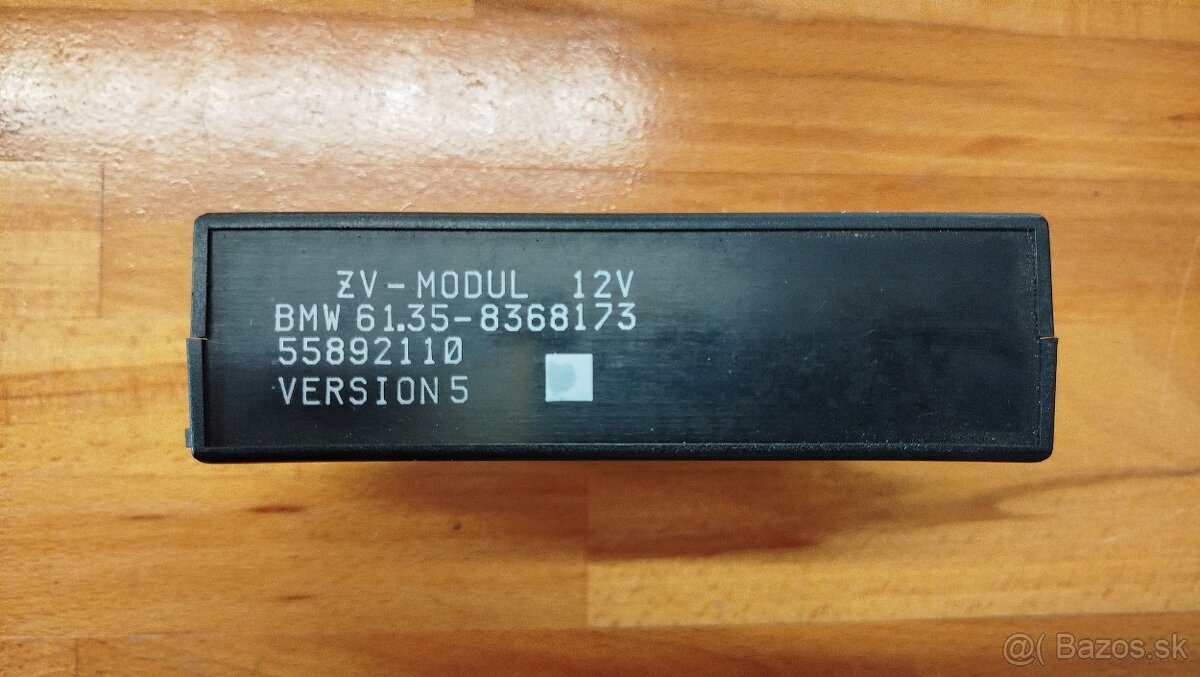 ZV-MODUL 12V
BMW 61.35-8368173
55892110
VERSION 5
@( Bazos.sk